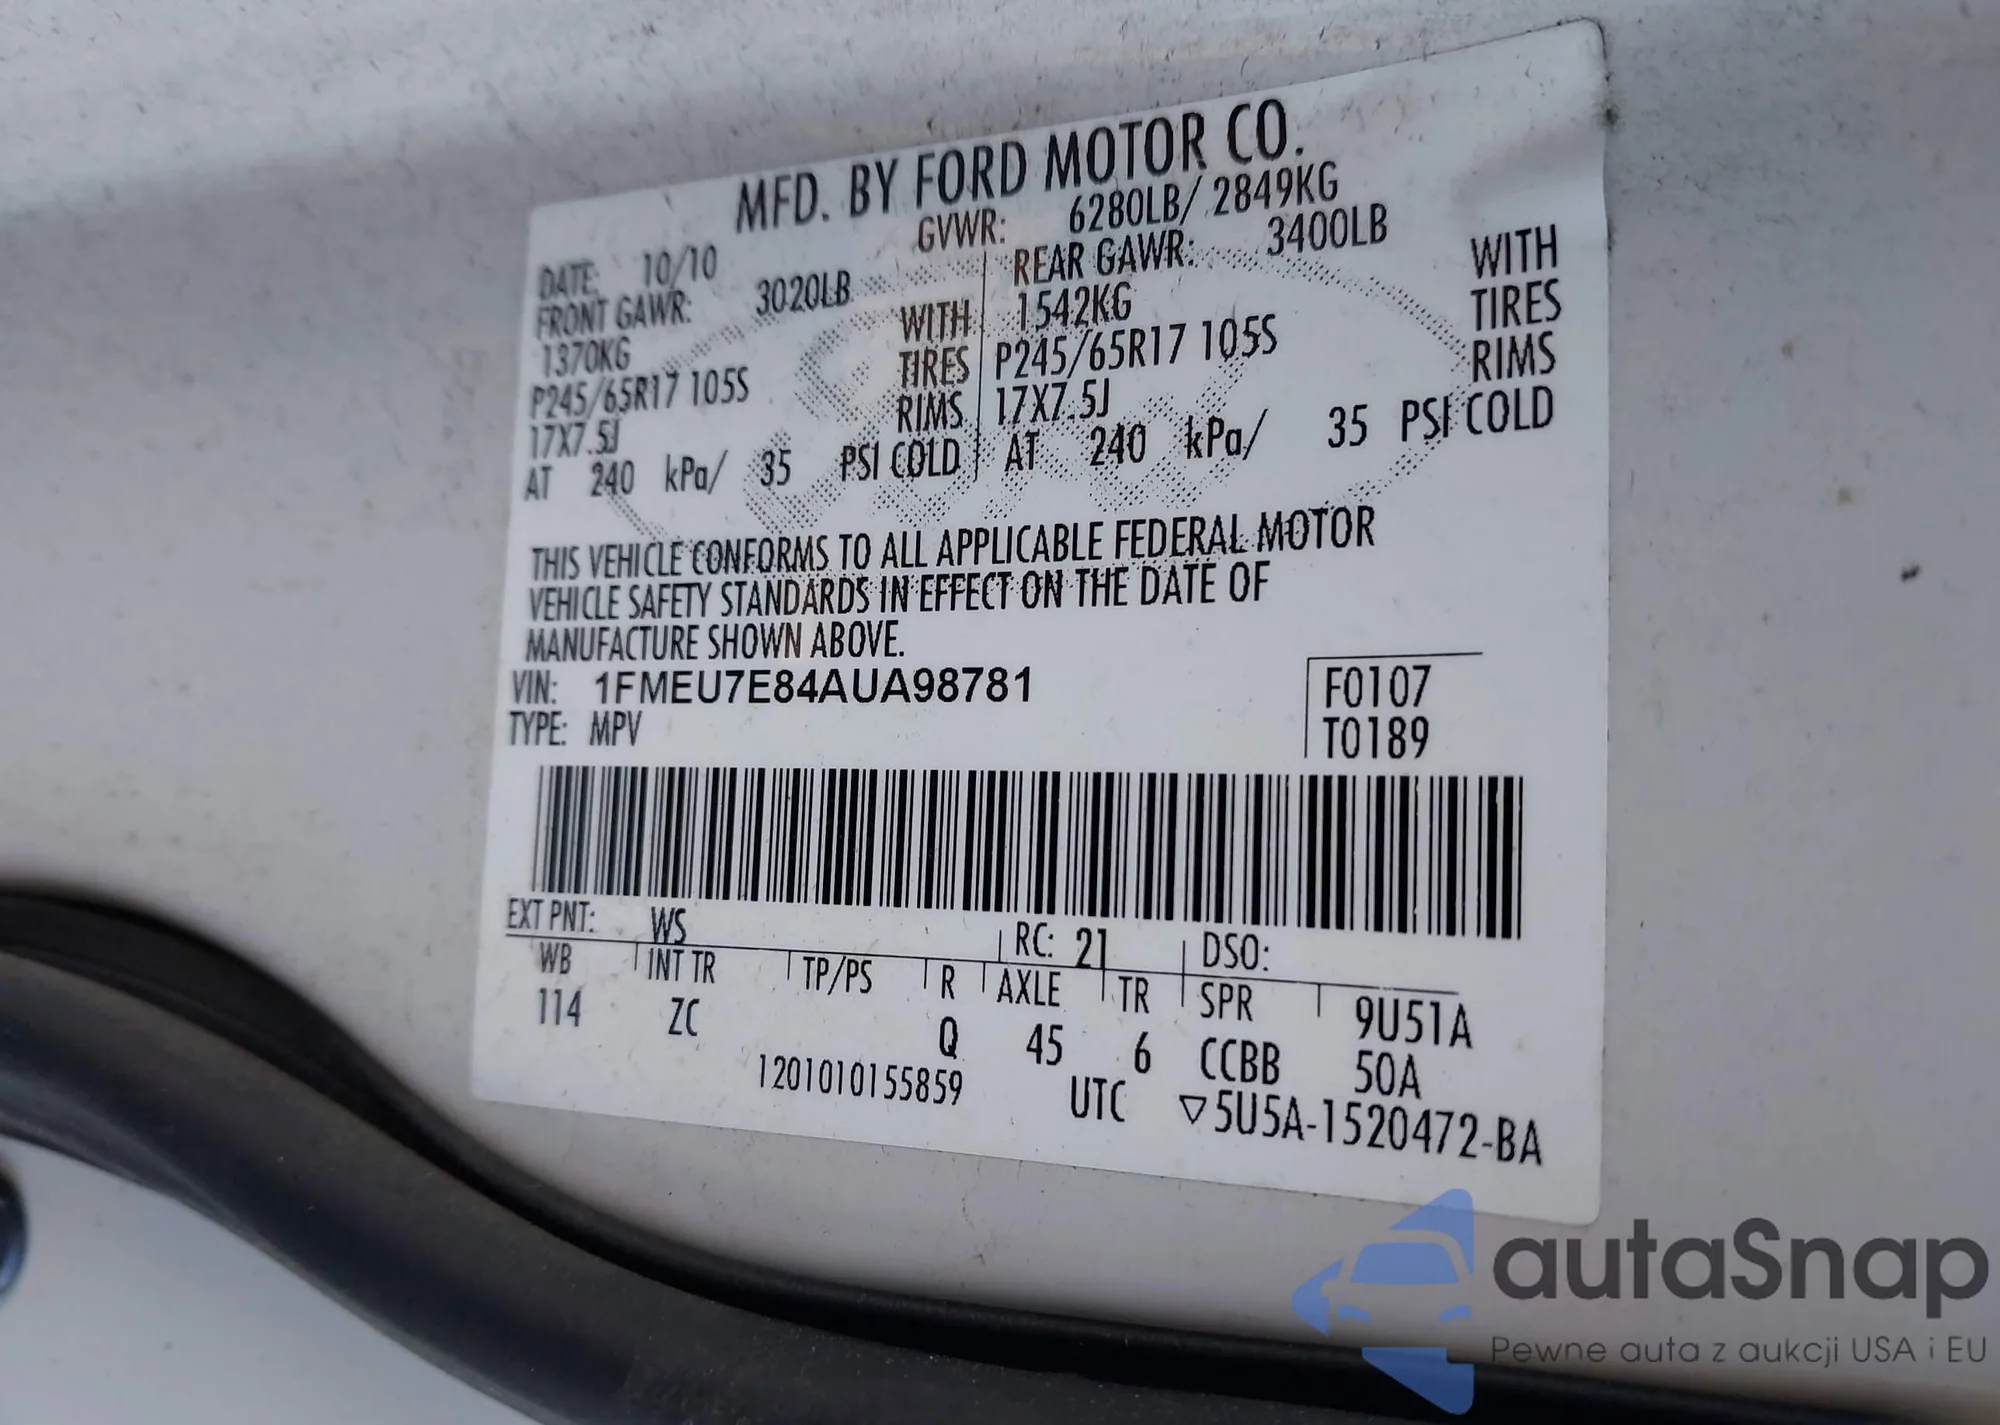 MFD. BY FORD MOTOR CO.
DATE: 10/10 GVWR: 6280LB/ 2849KG
FRONT GAWR: 3020LB REAR GAWR: 3400LB
1370KG WITH 1542KG WITH
P245/65R17 105S TIRES P245/65R17 105S TIRES
17X7.5J RIMS 17X7.5J RIMS
AT 240 kPa/ 35 PSI COLD AT 240 kPa/ 35 PSI COLD
THIS VEHICLE CONFORMS TO ALL APPLICABLE FEDERAL MOTOR
VEHICLE SAFETY STANDARDS IN EFFECT ON THE DATE OF
MANUFACTURE SHOWN ABOVE.
VIN: 1FMEU7E84AUA98781 F0107
TYPE: MPV T0189
EXT PNT: WS RC: 21 DSO:
WB INT TR TP/PS R AXLE TR SPR 9U51A
114 ZC Q 45 6 CCBB 50A
1201010155859 UTC ▽5U5A-1520472-BA
autaSnap
Pewne auta z aukcji USA i EU